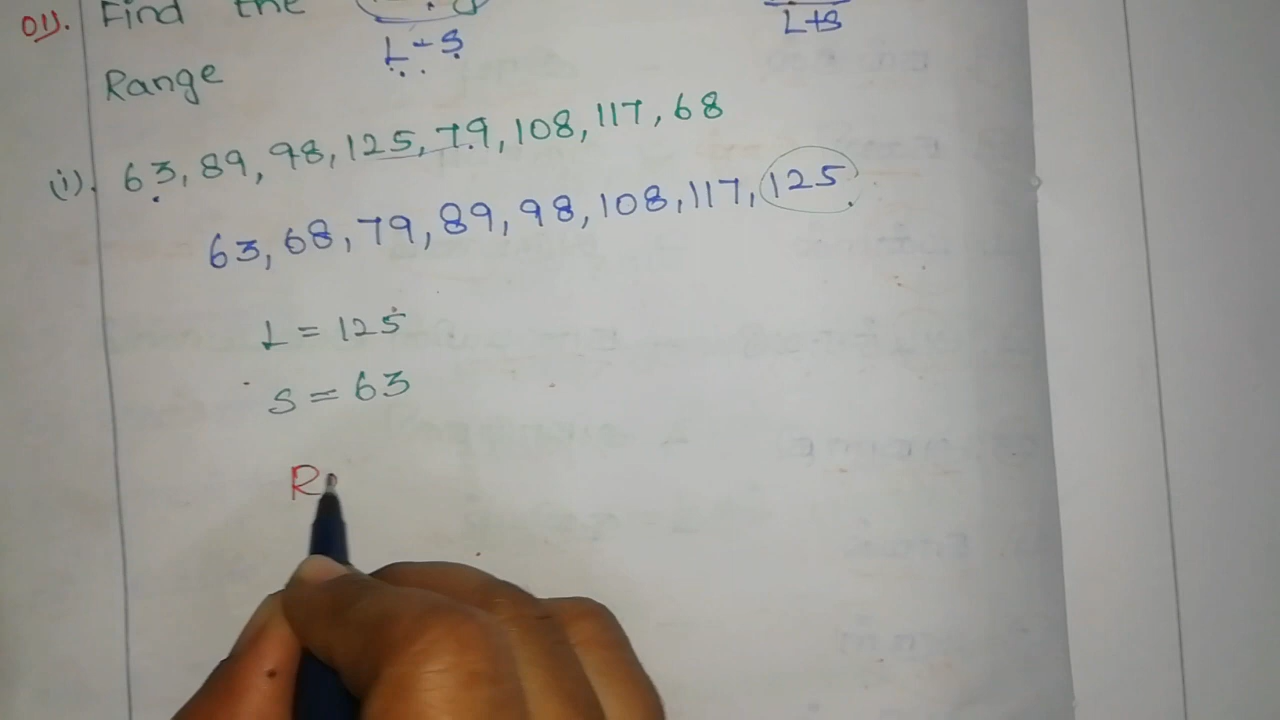 01). Find the
L - S
L+S
Range
(i). 63, 89, 98, 125, 79, 108, 117, 68
63, 68, 79, 89, 98, 108, 117, 125
L = 125
S = 63
R